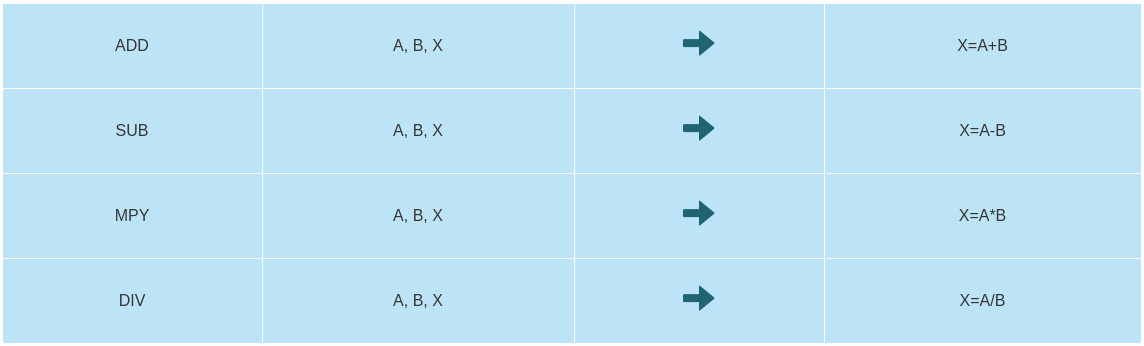 ADD A, B, X X=A+B
SUB A, B, X X=A-B
MPY A, B, X X=A*B
DIV A, B, X X=A/B